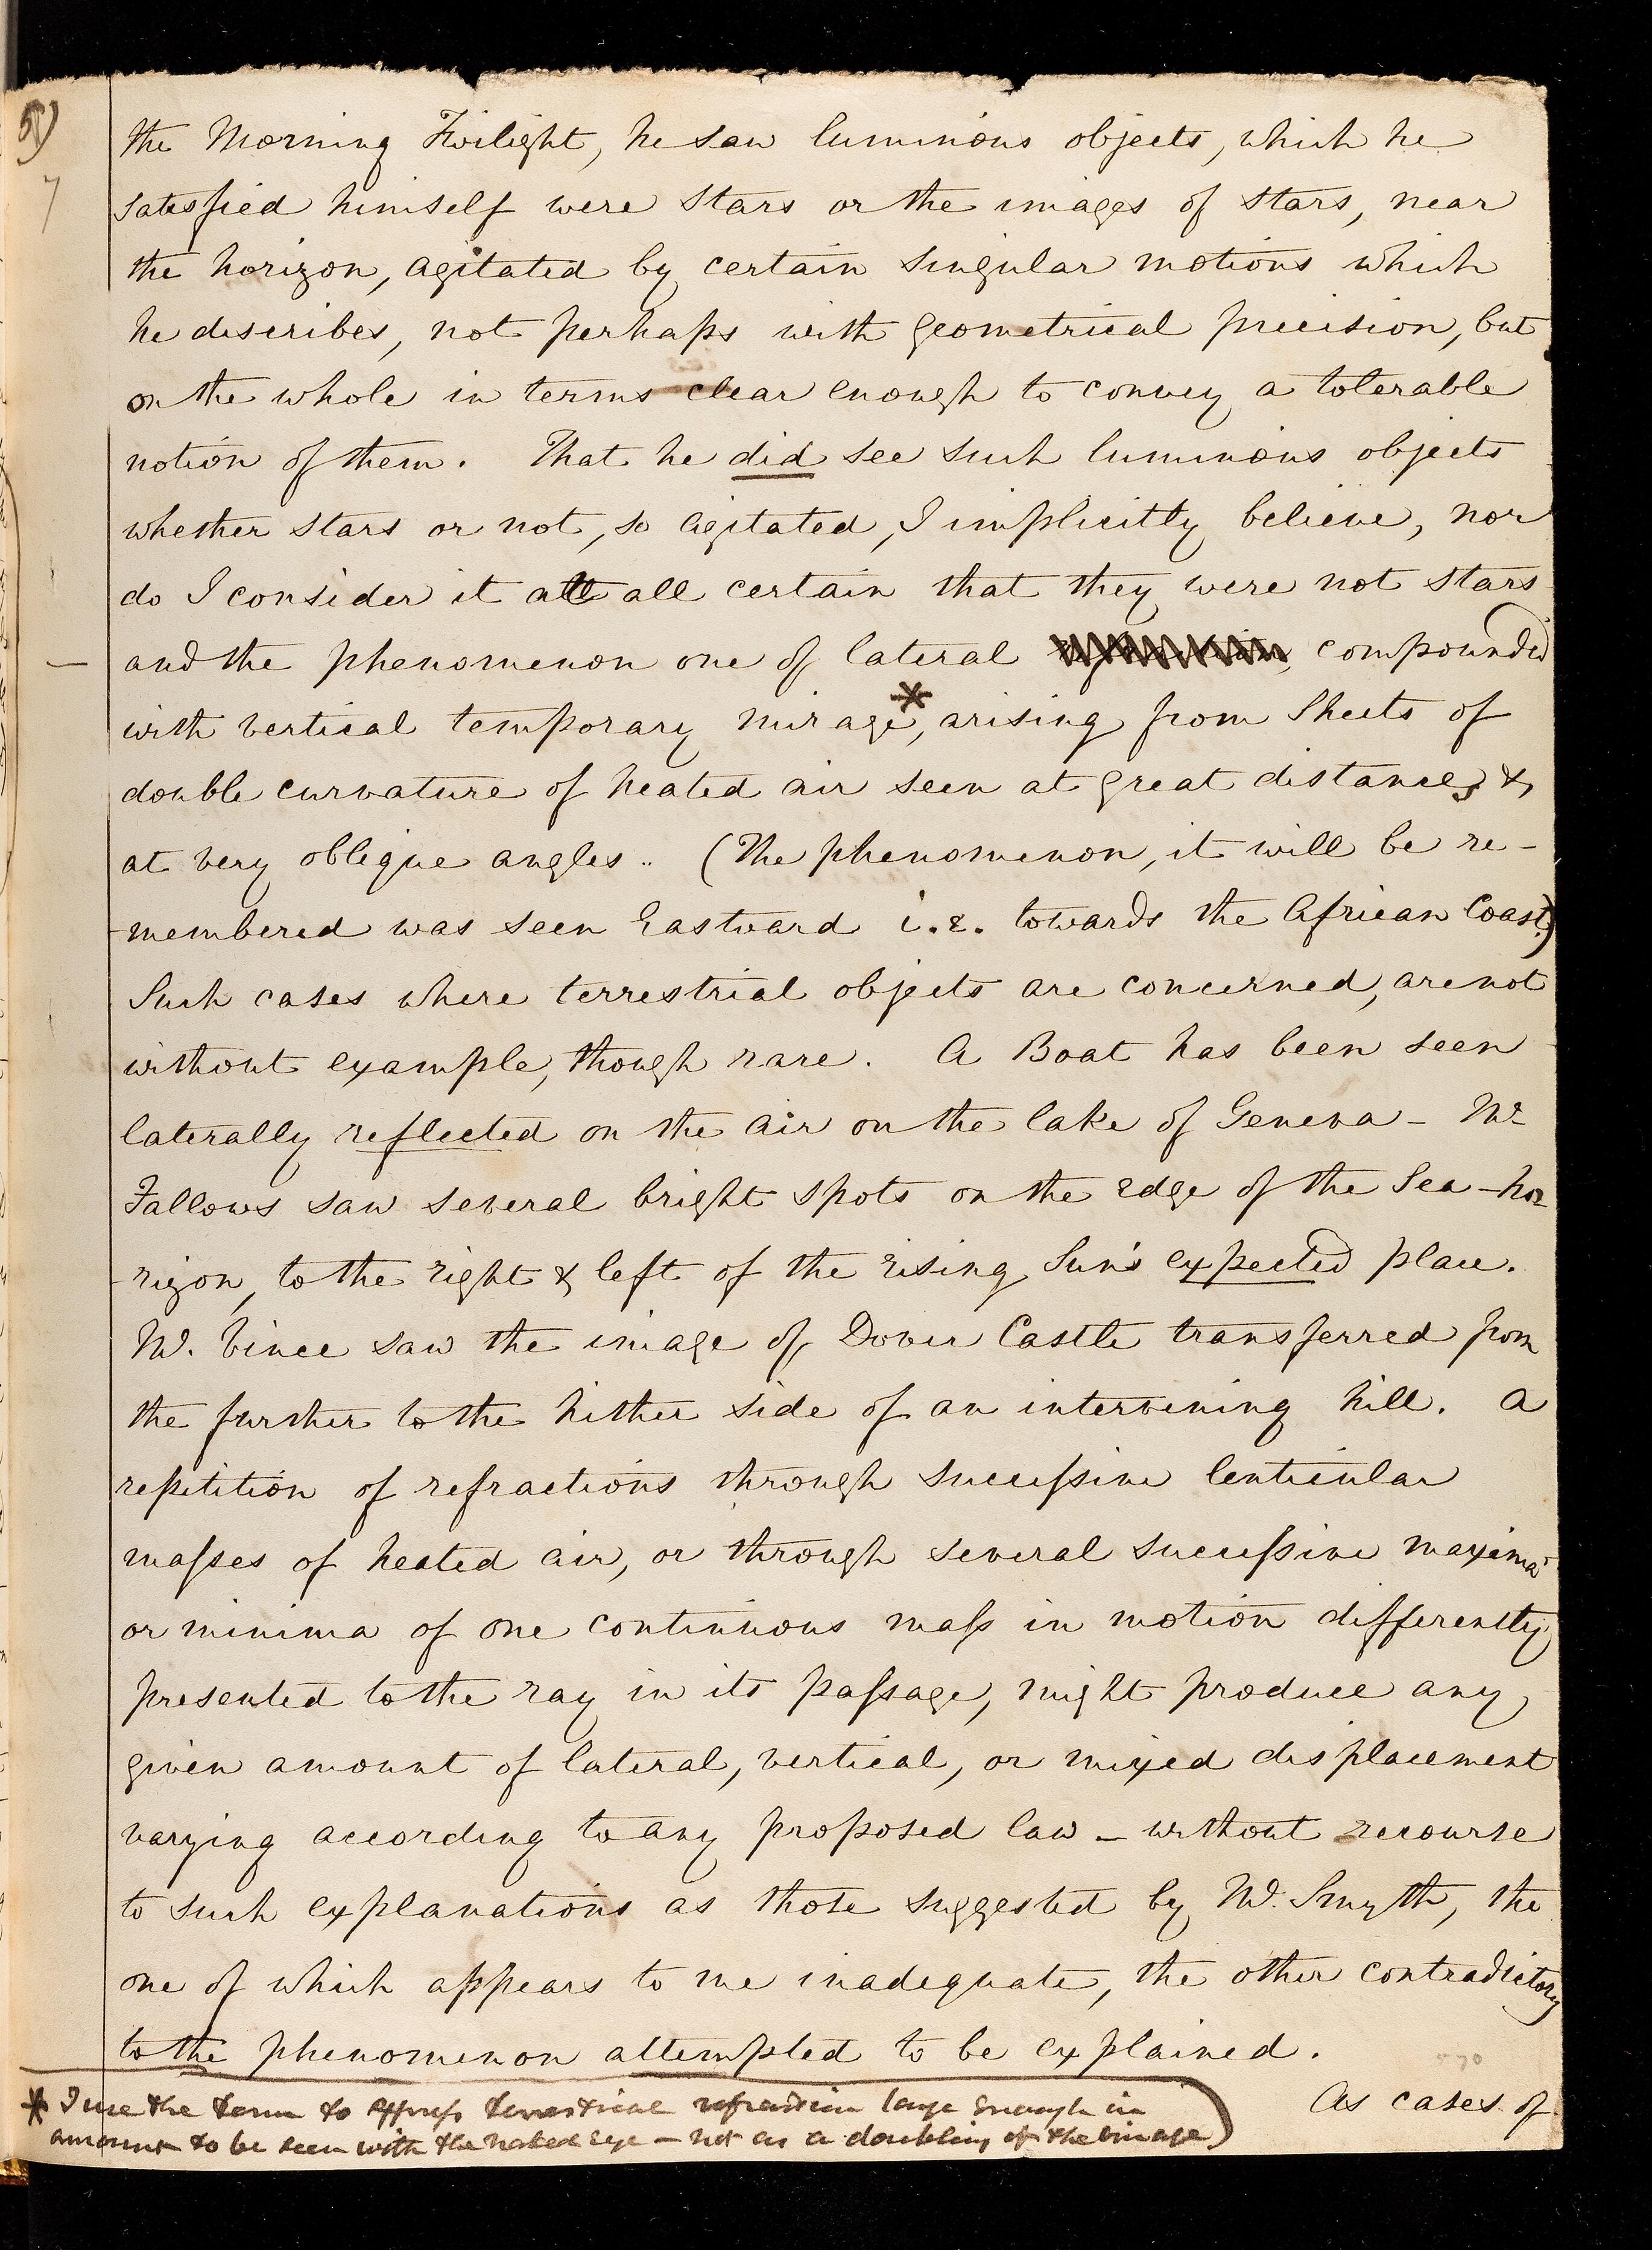 5)
7
the Morning Twilight, he saw luminous objects, which he
satisfied himself were stars or the images of stars, near
the horizon, agitated by certain singular motions which
he describes, not perhaps with geometrical precision, but
on the whole in terms clear enough to convey a tolerable
notion of them. That he did see such luminous objects
whether stars or not, so agitated, I implicitly believe, nor
do I consider it at all certain that they were not stars
and the phenomenon one of lateral compounded
with vertical temporary mirage*, arising from Sheets of
double curvature of heated air seen at great distances &
at very oblique angles.. (The phenomenon, it will be re-
-membered was seen Eastward i.e. towards the African Coast)
Such cases where terrestrial objects are concerned, are not
without example, though rare. A Boat has been seen
laterally reflected on the air on the lake of Geneva - Mr
Fallows saw several bright spots on the edge of the Sea-ho-
-rizon, to the right & left of the rising Sun's expected place.
Mr. Vince saw the image of Dover Castle transferred from
the further to the hither side of an intervening hill. A
repetition of refractions through successive lenticular
masses of heated air, or through several successive maxima
or minima of one continuous mass in motion differently
presented to the ray in its passage, might produce any
given amount of lateral, vertical, or mixed displacement
varying according to any proposed law - without recourse
to such explanations as those suggested by Mr. Smyth, the
one of which appears to me inadequate, the other contradictory
to the phenomenon attempted to be explained.
As cases of
* I use the term to express terrestrial refraction large enough in
amount to be seen with the naked eye - not as a doubling of the image)